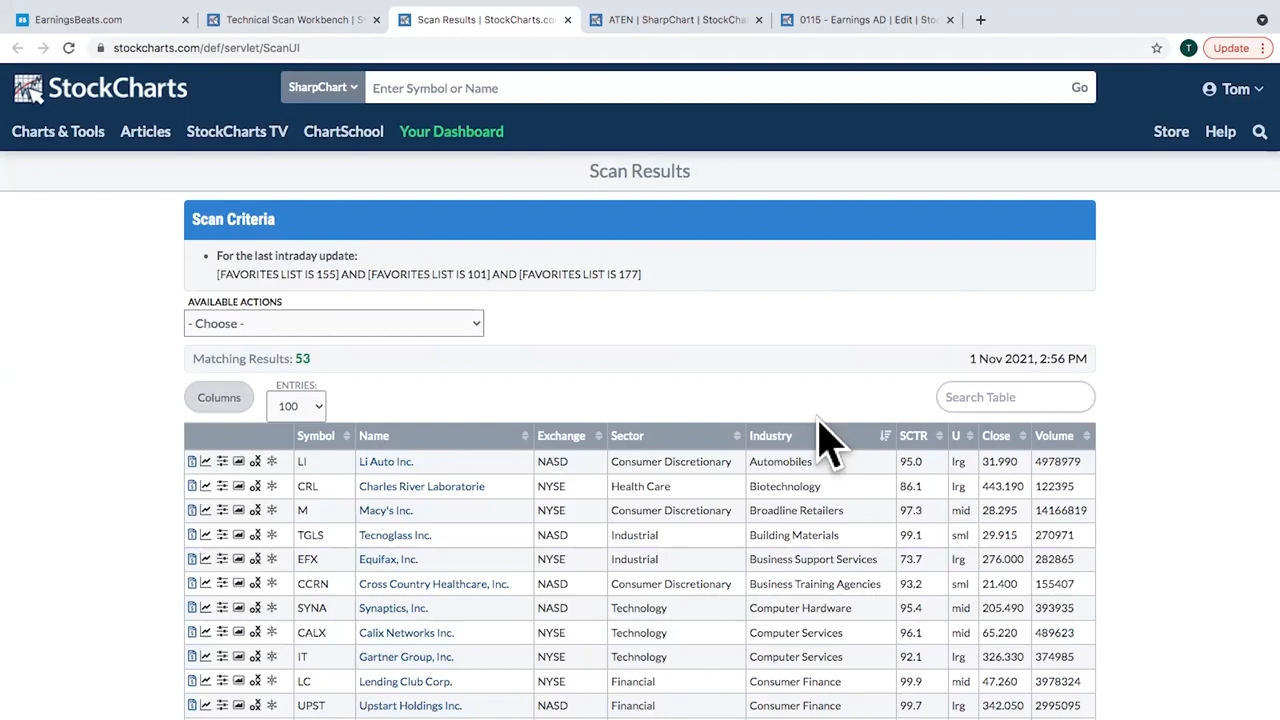 EarningsBeats.com
Technical Scan Workbench | S
Scan Results | StockCharts.co
ATEN | SharpChart | StockCha
0115 - Earnings AD | Edit | Sto
stockcharts.com/def/servlet/ScanUI
T
Update
StockCharts
SharpChart
Enter Symbol or Name
Go
Tom
Charts & Tools Articles StockCharts TV ChartSchool Your Dashboard
Store Help
Scan Results
Scan Criteria
For the last intraday update:
[FAVORITES LIST IS 155] AND [FAVORITES LIST IS 101] AND [FAVORITES LIST IS 177]
AVAILABLE ACTIONS
- Choose -
Matching Results: 53
1 Nov 2021, 2:56 PM
Columns
ENTRIES:
100
Search Table
Symbol Name Exchange Sector Industry SCTR U Close Volume
LI Li Auto Inc. NASD Consumer Discretionary Automobiles 95.0 lrg 31.990 4978979
CRL Charles River Laboratorie NYSE Health Care Biotechnology 86.1 lrg 443.190 122395
M Macy's Inc. NYSE Consumer Discretionary Broadline Retailers 97.3 mid 28.295 14166819
TGLS Tecnoglass Inc. NASD Industrial Building Materials 99.1 sml 29.915 270971
EFX Equifax, Inc. NYSE Industrial Business Support Services 73.7 lrg 276.000 282865
CCRN Cross Country Healthcare, Inc. NASD Consumer Discretionary Business Training Agencies 93.2 sml 21.400 155407
SYNA Synaptics, Inc. NASD Technology Computer Hardware 95.4 mid 205.490 393935
CALX Calix Networks Inc. NYSE Technology Computer Services 96.1 mid 65.220 489623
IT Gartner Group, Inc. NYSE Technology Computer Services 92.1 lrg 326.330 374985
LC Lending Club Corp. NYSE Financial Consumer Finance 99.9 mid 47.260 3978324
UPST Upstart Holdings Inc. NASD Financial Consumer Finance 99.7 lrg 342.050 2995095